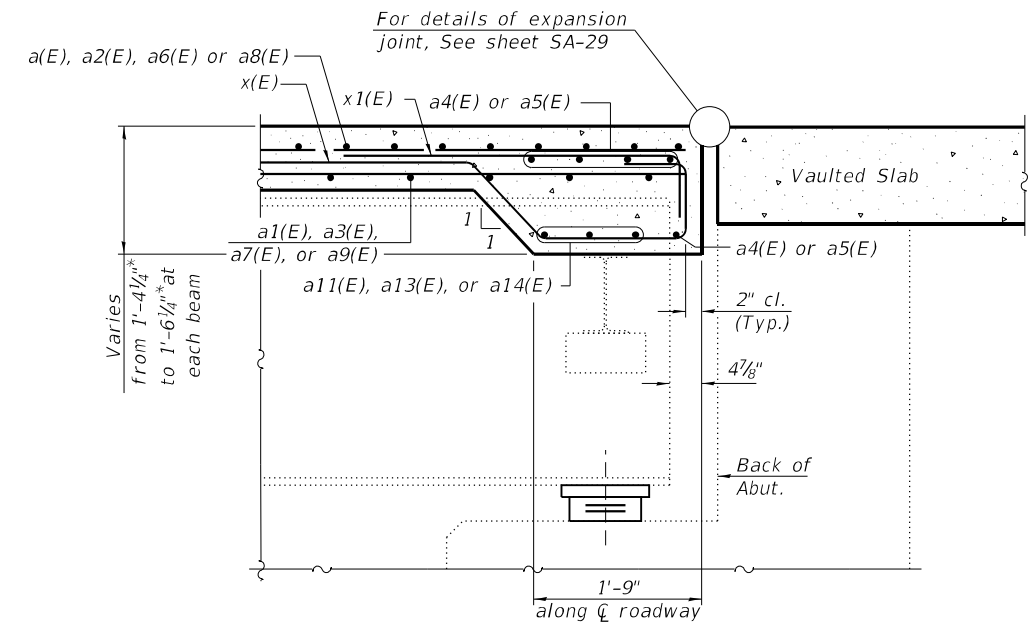 For details of expansion
joint, See sheet SA-29
a(E), a2(E), a6(E) or a8(E)
x(E)
x1(E)
a4(E) or a5(E)
Vaulted Slab
1
1
a1(E), a3(E),
a7(E), or a9(E)
a4(E) or a5(E)
a11(E), a13(E), or a14(E)
2" cl.
(Typ.)
Varies
from 1'-4¼"*
to 1'-6¼"* at
each beam
4⅞"
Back of
Abut.
1'-9"
along ℄ roadway